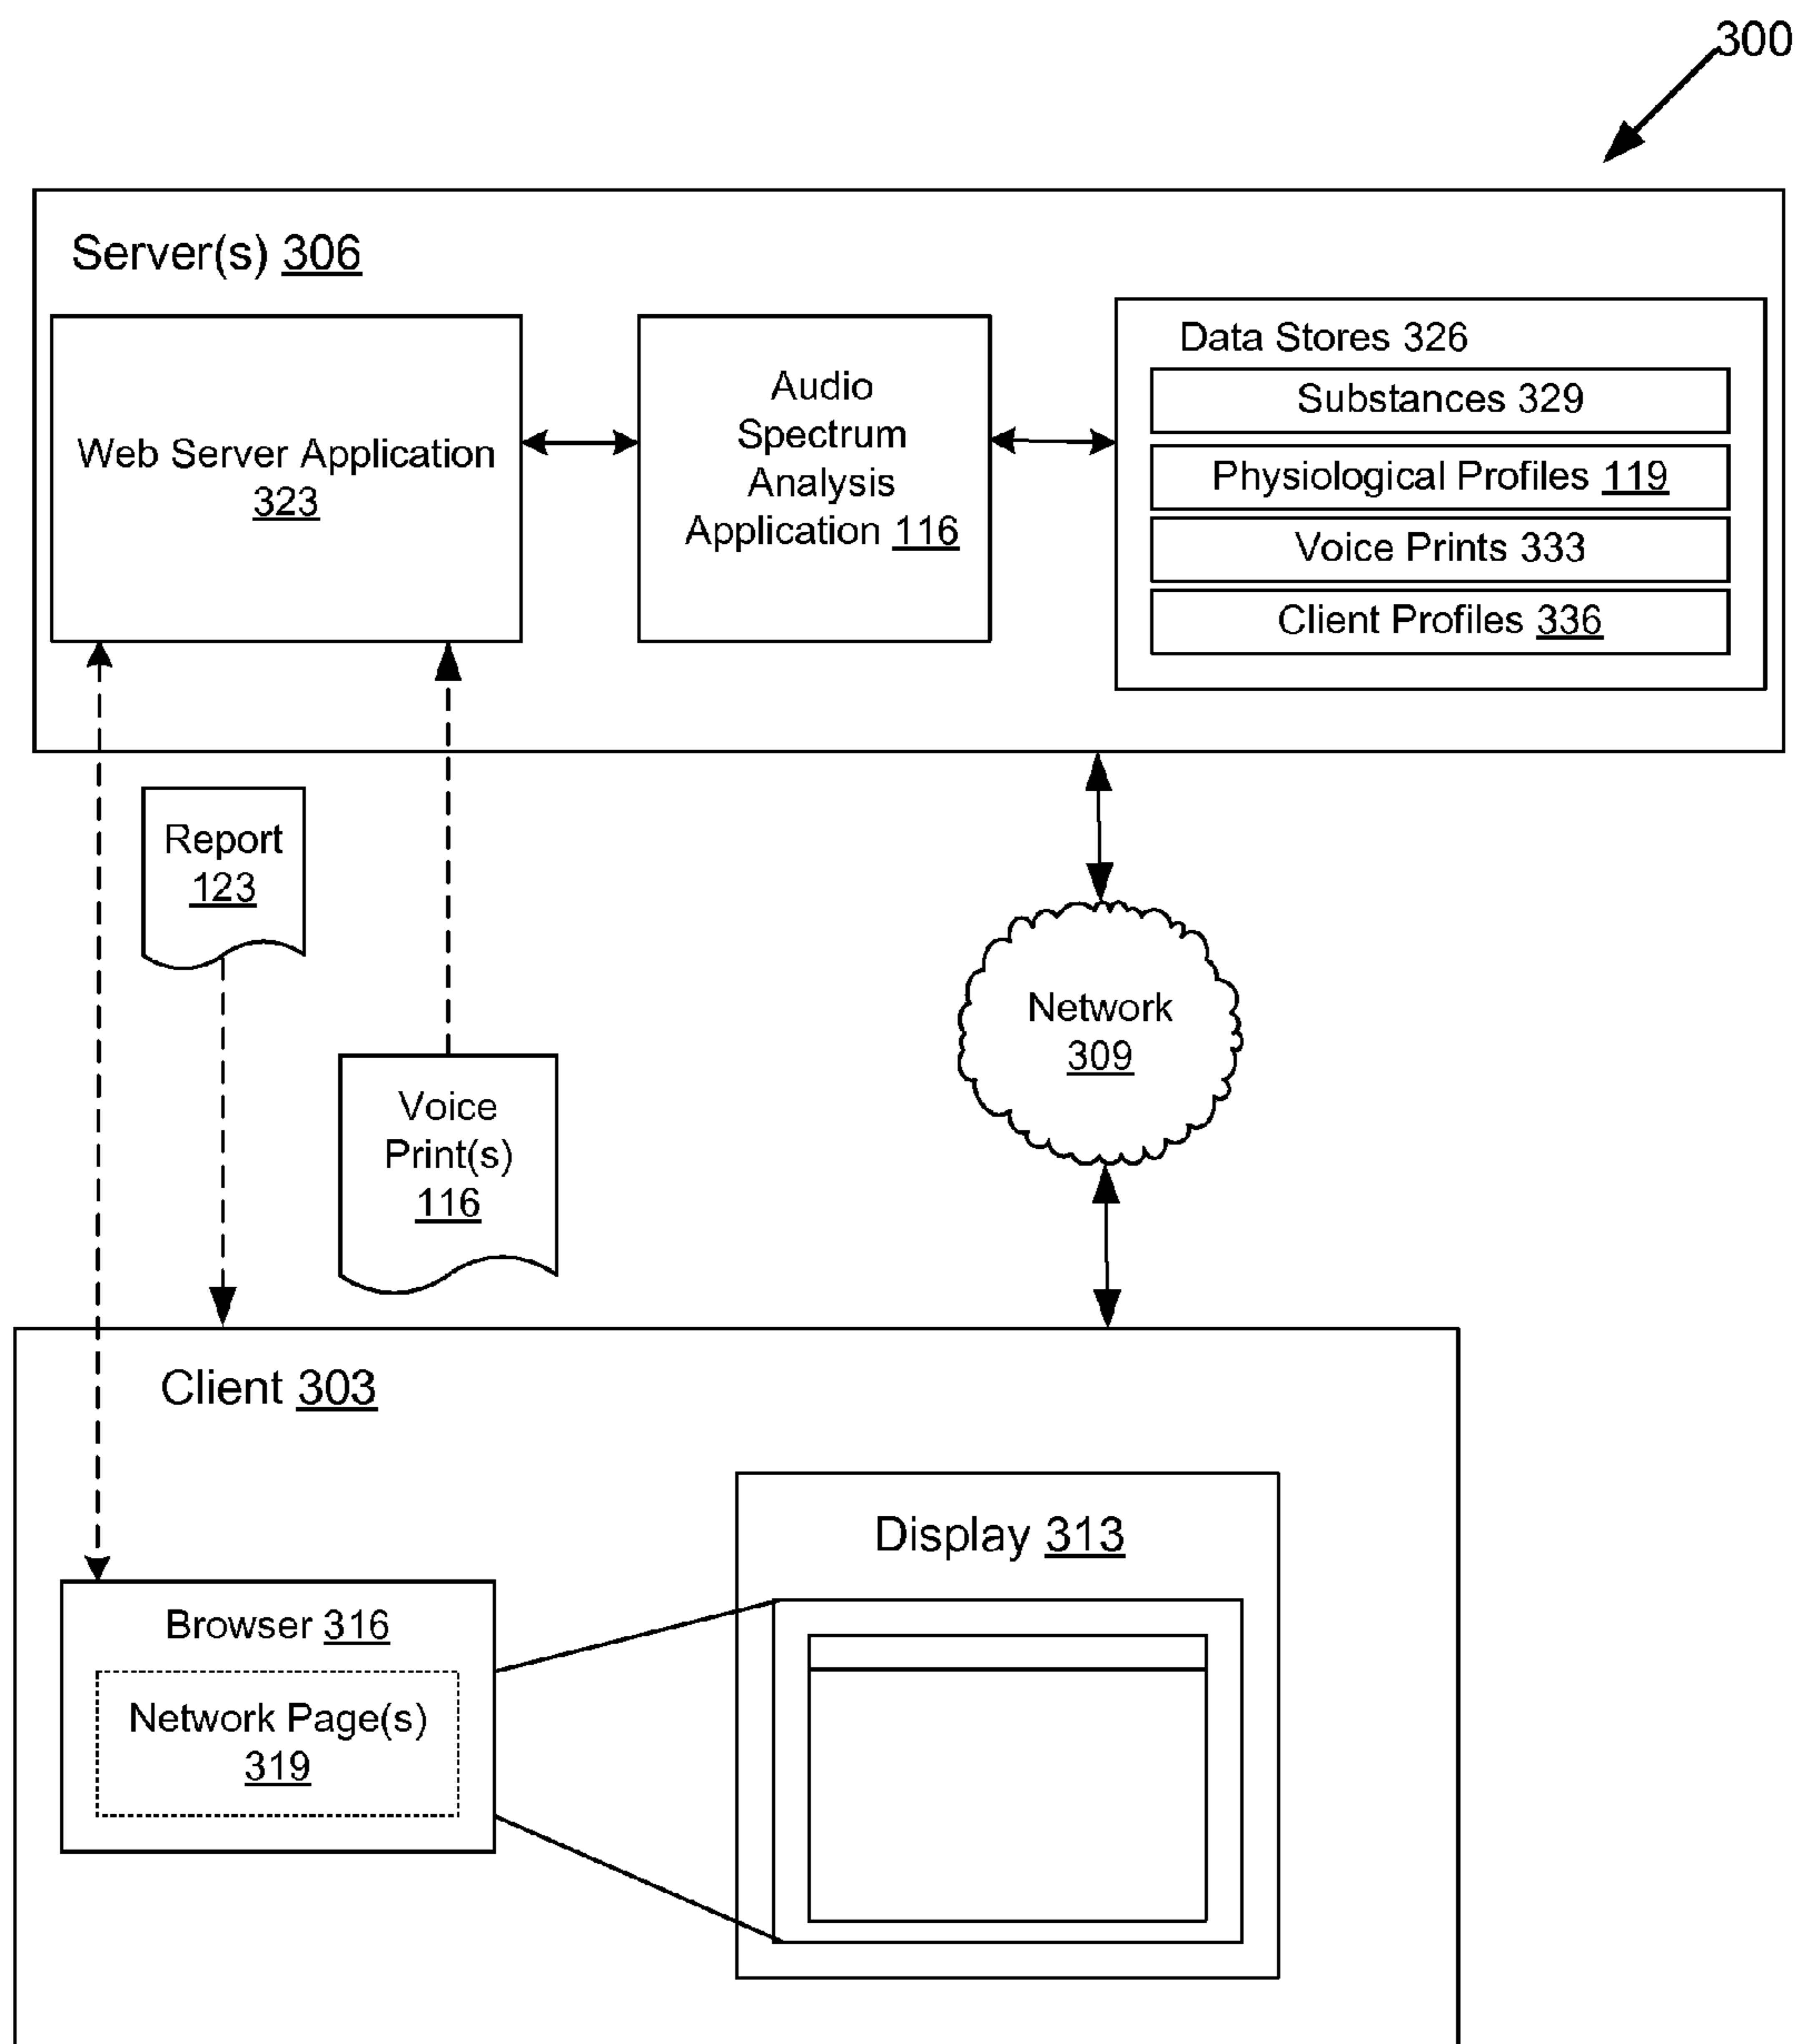 300
Server(s) 306
Web Server Application
323
Audio
Spectrum
Analysis
Application 116
Data Stores 326
Substances 329
Physiological Profiles 119
Voice Prints 333
Client Profiles 336
Report
123
Voice
Print(s)
116
Network
309
Client 303
Display 313
Browser 316
Network Page(s)
319